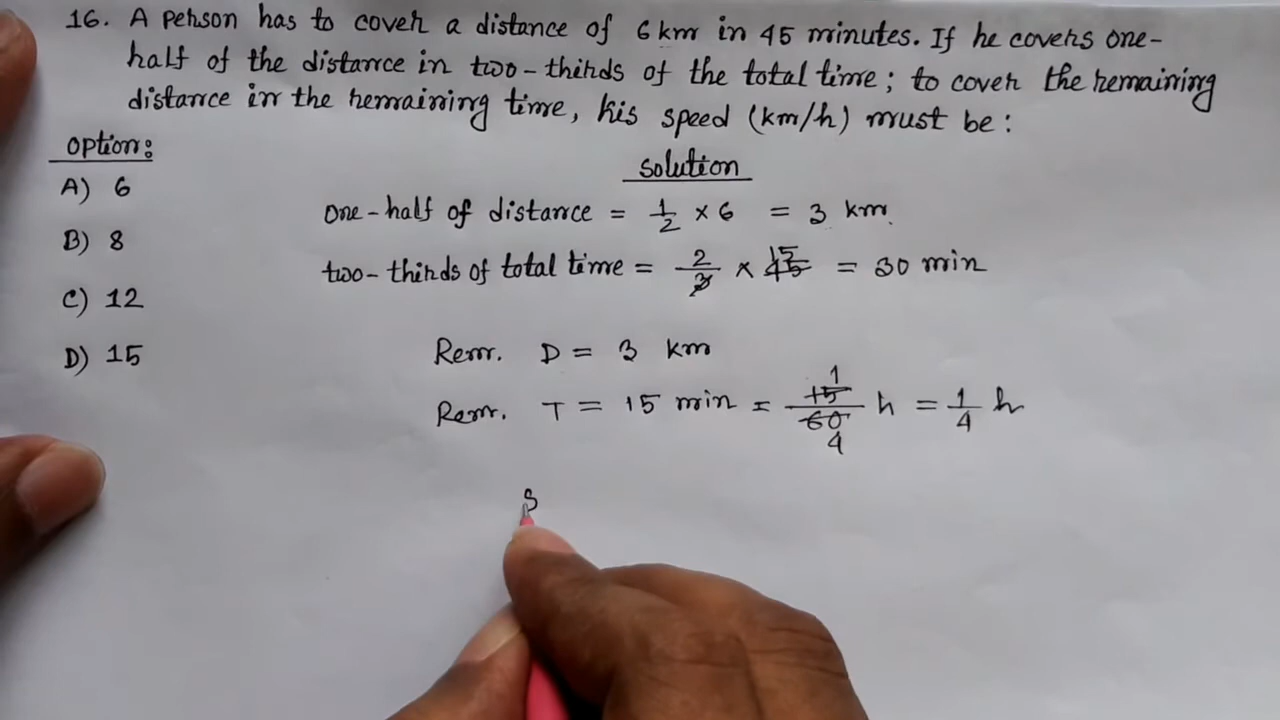 16. A person has to cover a distance of 6 km in 45 minutes. If he covers one-
half of the distance in two-thirds of the total time; to cover the remaining
distance in the remaining time, his speed (km/h) must be:
option:
A) 6
B) 8
C) 12
D) 15
Solution
One-half of distance = 1/2 × 6 = 3 km.
two-thirds of total time = 2/3 × 45 15 = 30 min
Rem. D = 3 km
Rem. T = 15 min = 15 1/60 4 h = 1/4 h
S